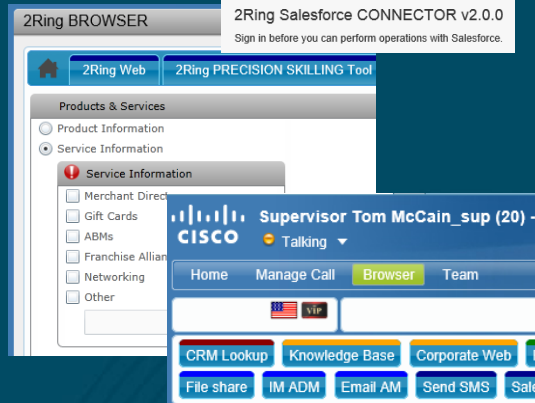 2Ring BROWSER
2Ring Salesforce CONNECTOR v2.0.0
Sign in before you can perform operations with Salesforce.
2Ring Web
2Ring PRECISION SKILLING Tool
Products & Services
Product Information
Service Information
Service Information
Merchant Direc
Gift Cards
ABMs
Franchise Allian
Networking
Other
CISCO
Supervisor Tom McCain_sup (20) -
Talking
Home Manage Call Browser Team
VIP
CRM Lookup Knowledge Base Corporate Web
File share IM ADM Email AM Send SMS Sale